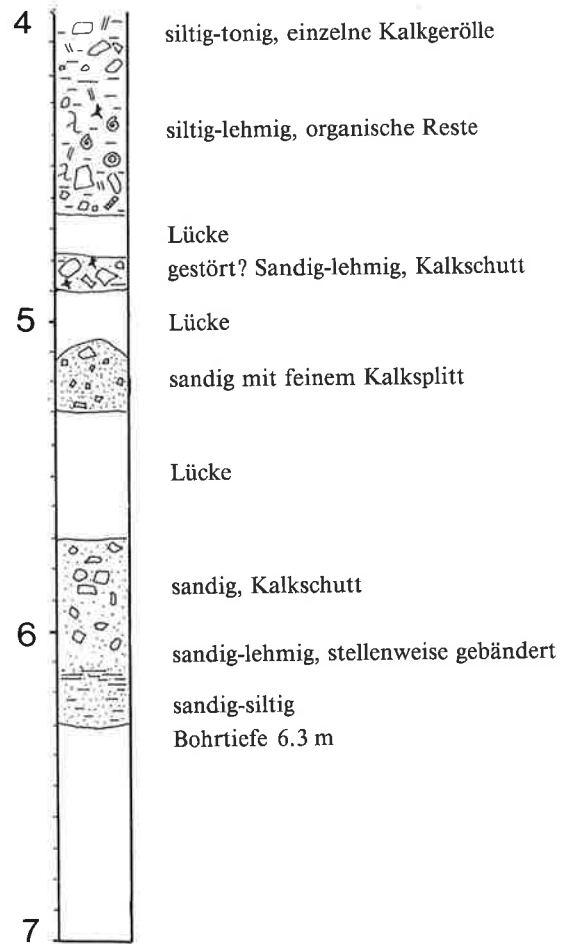 4
siltig-tonig, einzelne Kalkgerölle
siltig-lehmig, organische Reste
Lücke
gestört? Sandig-lehmig, Kalkschutt
5
Lücke
sandig mit feinem Kalksplitt
Lücke
sandig, Kalkschutt
6
sandig-lehmig, stellenweise gebändert
sandig-siltig
Bohrtiefe 6.3 m
7